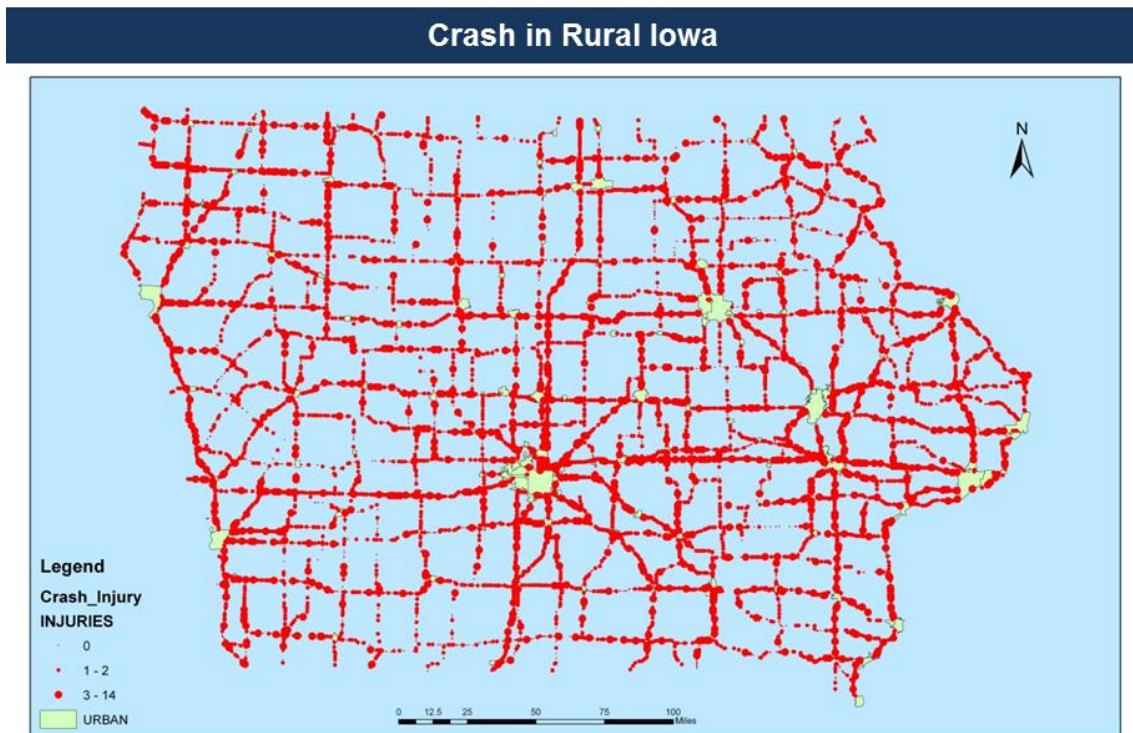 Crash in Rural Iowa
N
Legend
Crash_Injury
INJURIES
0
1 - 2
3 - 14
URBAN
0 12.5 25 50 75 100
Miles